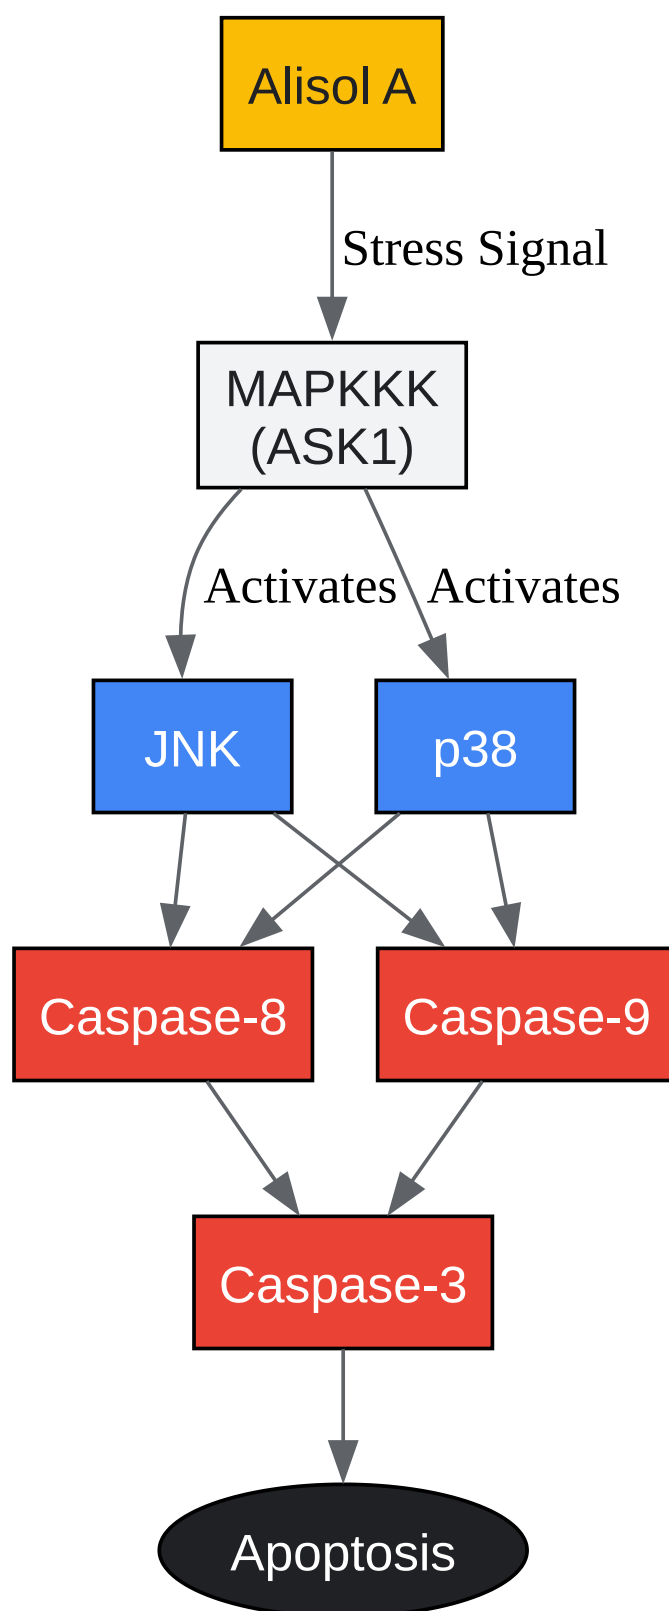 Alisol A
Stress Signal
MAPKKK
(ASK1)
Activates
Activates
JNK
p38
Caspase-8
Caspase-9
Caspase-3
Apoptosis